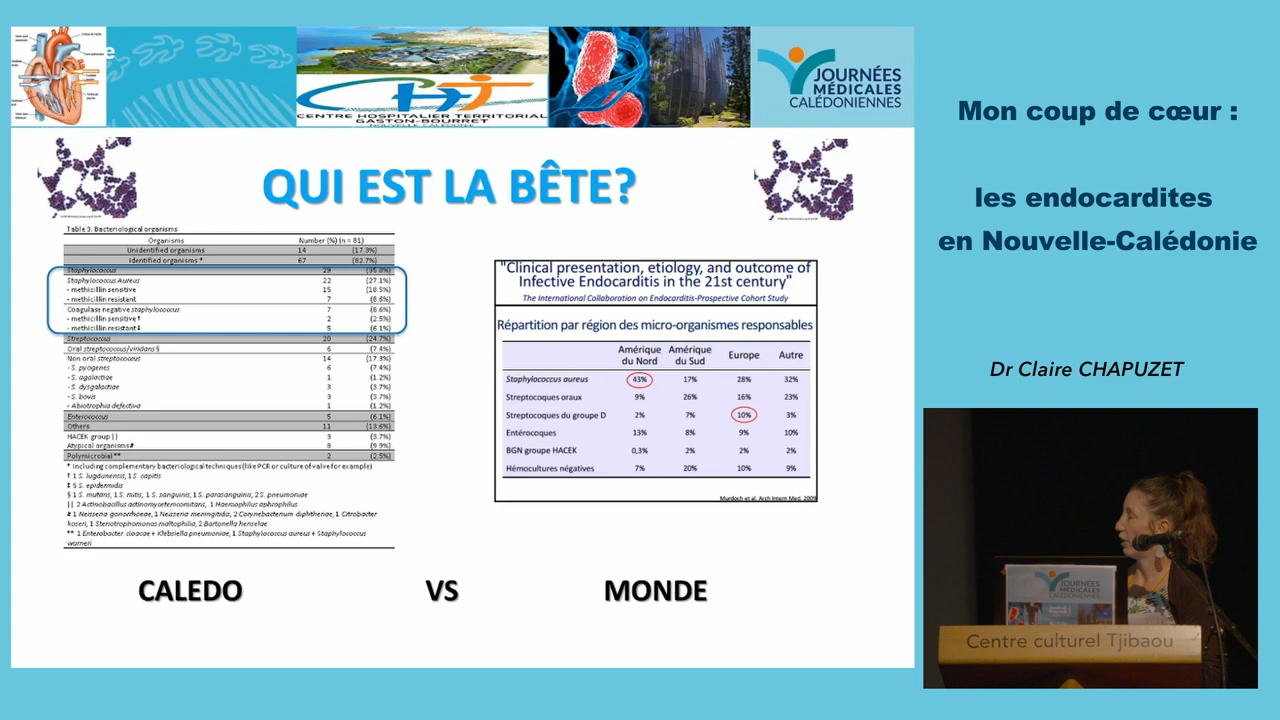 CENTRE HOSPITALIER TERRITORIAL
GASTON-BOURRET
NOUVELLE CALÉDONIE
JOURNÉES
MÉDICALES
CALÉDONIENNES
QUI EST LA BÊTE?
Table 3. Bacteriological organisms
Organisms Number (%) (n = 81)
Unidentified organisms 14 (17.3%)
Identified organisms * 67 (82.7%)
Staphylococcus 29 (35.8%)
Staphylococcus Aureus 22 (27.1%)
- methicillin sensitive 15 (18.5%)
- methicillin resistant 7 (8.6%)
Coagulase negative staphylococcus 7 (8.6%)
- methicillin sensitive † 2 (2.5%)
- methicillin resistant ‡ 5 (6.1%)
Streptococcus 20 (24.7%)
Oral streptococcus/viridans § 6 (7.4%)
Non oral streptococcus 14 (17.3%)
- S. pyogenes 6 (7.4%)
- S. agalactiae 1 (1.2%)
- S. dysgalactiae 3 (3.7%)
- S. bovis 3 (3.7%)
- Abiotrophia defectiva 1 (1.2%)
Enterococcus 5 (6.1%)
Others 11 (13.6%)
HACEK group || 3 (3.7%)
Atypical organisms# 8 (9.9%)
Polymicrobial ** 2 (2.5%)
* Including complementary bacteriological techniques (like PCR or culture of valve for example)
† 1 S. lugdunensis, 1 S. capitis
‡ 5 S. epidermidis
§ 1 S. mutans, 1 S. mitis, 1 S. sanguinis, 1 S. parasanguinis, 2 S. pneumoniae
|| 2 Actinobacillus actinomycetemcomitans, 1 Haemophilus aphrophilus
# 1 Neisseria gonorrhoeae, 1 Neisseria meningitida, 2 Corynebacterium diphtheriae, 1 Citrobacter
koseri, 1 Stenotrophomonas maltophilia, 2 Bartonella henselae
** 1 Enterobacter cloacae + Klebsiella pneumoniae, 1 Staphylococcus aureus + Staphylococcus
warneri
"Clinical presentation, etiology, and outcome of
Infective Endocarditis in the 21st century"
The International Collaboration on Endocarditis-Prospective Cohort Study
Répartition par région des micro-organismes responsables
Amérique du Nord Amérique du Sud Europe Autre
Staphylococcus aureus 43% 17% 28% 32%
Streptocoques oraux 9% 26% 16% 23%
Streptocoques du groupe D 2% 7% 10% 3%
Entérocoques 13% 8% 9% 10%
BGN groupe HACEK 0,3% 2% 2% 2%
Hémocultures négatives 7% 20% 10% 9%
Murdoch et al. Arch Intern Med. 2009
CALEDO VS MONDE
Mon coup de cœur :
les endocardites
en Nouvelle-Calédonie
Dr Claire CHAPUZET
JOURNÉES
MÉDICALES
CALÉDONIENNES
Centre culturel Tjibaou